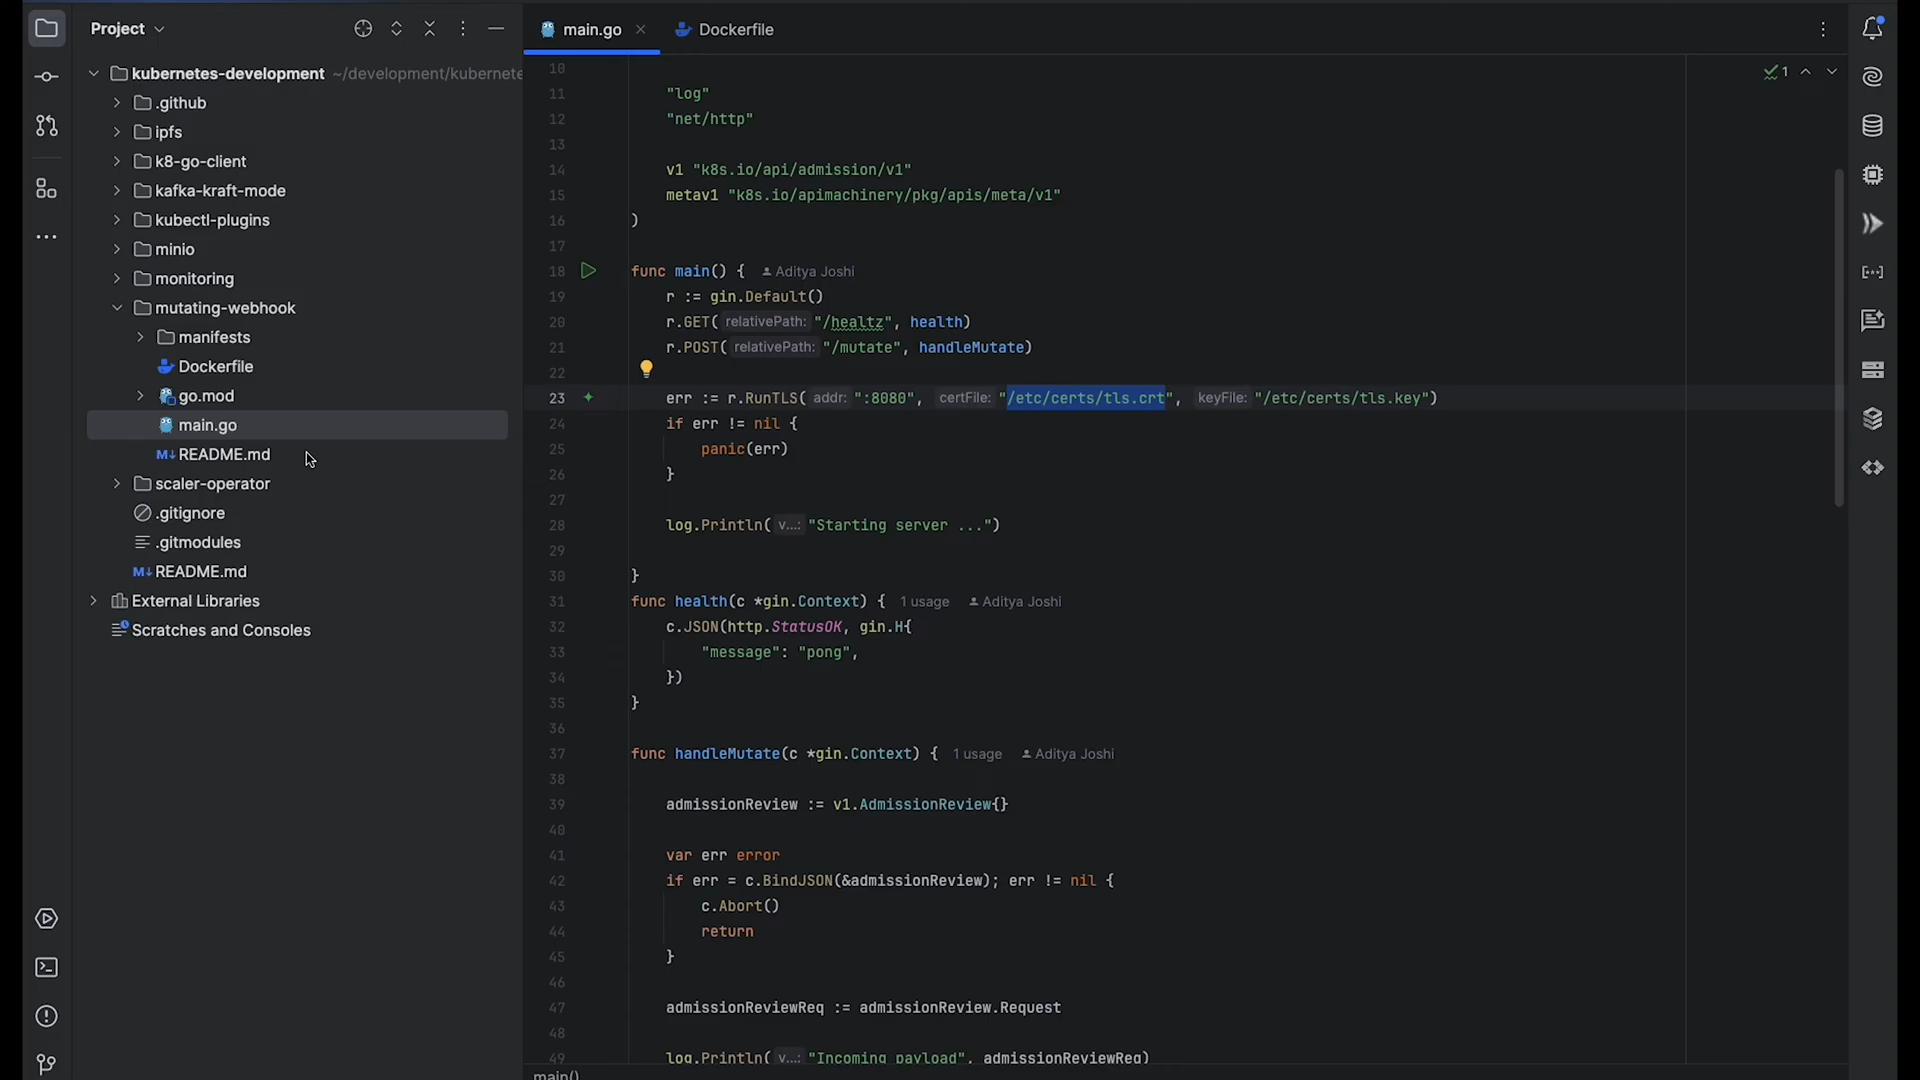 Project
kubernetes-development ~/development/kubernete
.github
ipfs
k8-go-client
kafka-kraft-mode
kubectl-plugins
minio
monitoring
mutating-webhook
manifests
Dockerfile
go.mod
main.go
README.md
scaler-operator
.gitignore
.gitmodules
README.md
External Libraries
Scratches and Consoles
main.go
Dockerfile
1
10
11 "log"
12 "net/http"
13
14 v1 "k8s.io/api/admission/v1"
15 metav1 "k8s.io/apimachinery/pkg/apis/meta/v1"
16 )
17
18 func main() { Aditya Joshi
19 r := gin.Default()
20 r.GET( relativePath: "/healtz", health)
21 r.POST( relativePath: "/mutate", handleMutate)
22
23 err := r.RunTLS( addr: ":8080", certFile: "/etc/certs/tls.crt", keyFile: "/etc/certs/tls.key")
24 if err != nil {
25 panic(err)
26 }
27
28 log.Println( v...: "Starting server ...")
29
30 }
31 func health(c *gin.Context) { 1 usage Aditya Joshi
32 c.JSON(http.StatusOK, gin.H{
33 "message": "pong",
34 })
35 }
36
37 func handleMutate(c *gin.Context) { 1 usage Aditya Joshi
38
39 admissionReview := v1.AdmissionReview{}
40
41 var err error
42 if err = c.BindJSON(&admissionReview); err != nil {
43 c.Abort()
44 return
45 }
46
47 admissionReviewReq := admissionReview.Request
48
49 log.Println( v...: "Incoming payload", admissionReviewReq)
main()